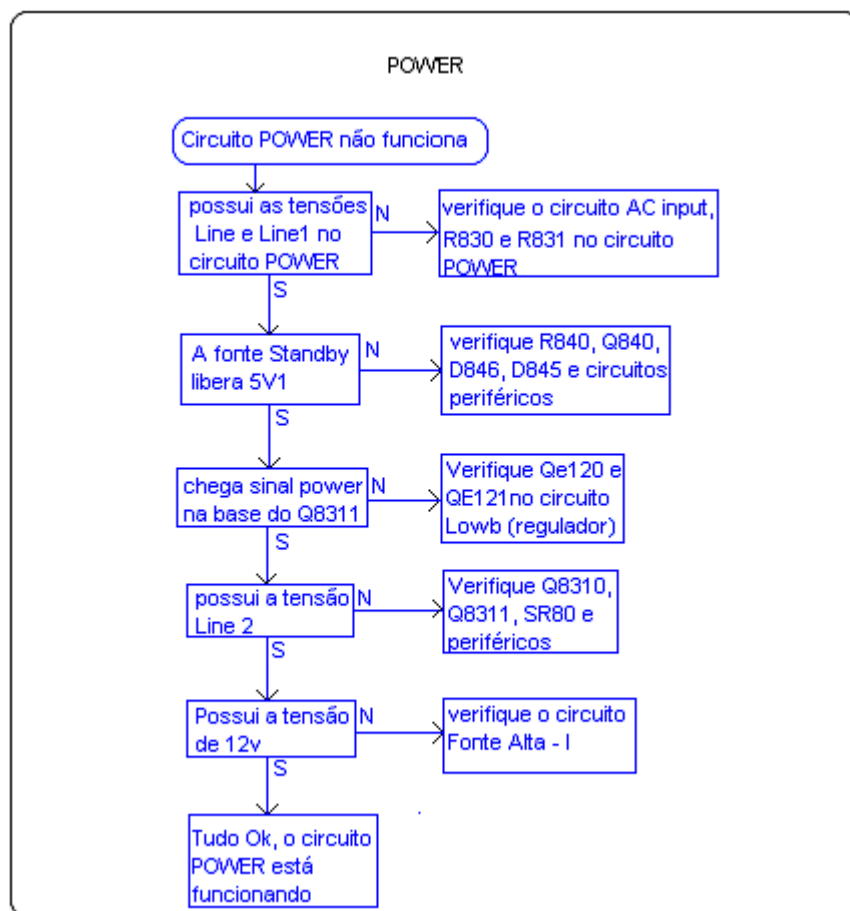 POWER
Circuito POWER não funciona
possui as tensões
Line e Line1 no
circuito POWER
N
verifique o circuito AC input,
R830 e R831 no circuito
POWER
S
A fonte Standby
libera 5V1
N
verifique R840, Q840,
D846, D845 e circuitos
periféricos
S
chega sinal power
na base do Q8311
N
Verifique Qe120 e
QE121no circuito
Lowb (regulador)
S
possui a tensão
Line 2
N
Verifique Q8310,
Q8311, SR80 e
periféricos
S
Possui a tensão
de 12v
N
verifique o circuito
Fonte Alta - I
S
Tudo Ok, o circuito
POWER está
funcionando